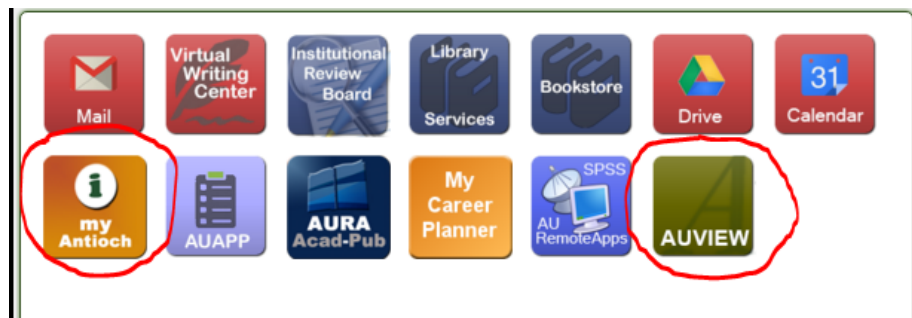 Mail
Virtual
Writing
Center
Institutional
Review
Board
Library
Services
Bookstore
Drive
31
Calendar
i
my
Antioch
AUAPP
AURA
Acad-Pub
My
Career
Planner
SPSS
AU
RemoteApps
A
AUVIEW